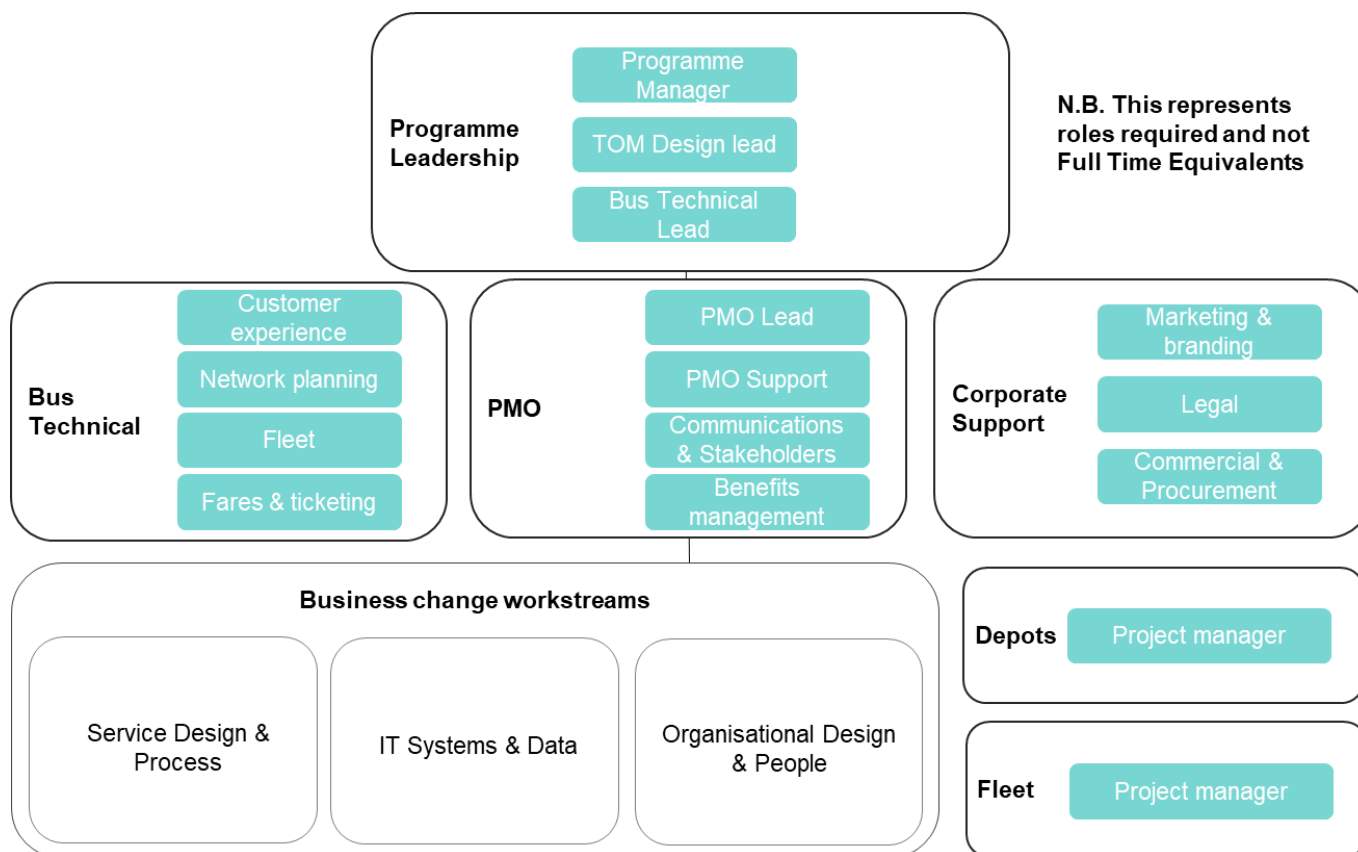 Programme
Leadership
Programme
Manager
TOM Design lead
Bus Technical
Lead
N.B. This represents
roles required and not
Full Time Equivalents
Bus
Technical
Customer
experience
Network planning
Fleet
Fares & ticketing
PMO
PMO Lead
PMO Support
Communications
& Stakeholders
Benefits
management
Corporate
Support
Marketing &
branding
Legal
Commercial &
Procurement
Business change workstreams
Service Design &
Process
IT Systems & Data
Organisational Design
& People
Depots
Project manager
Fleet
Project manager